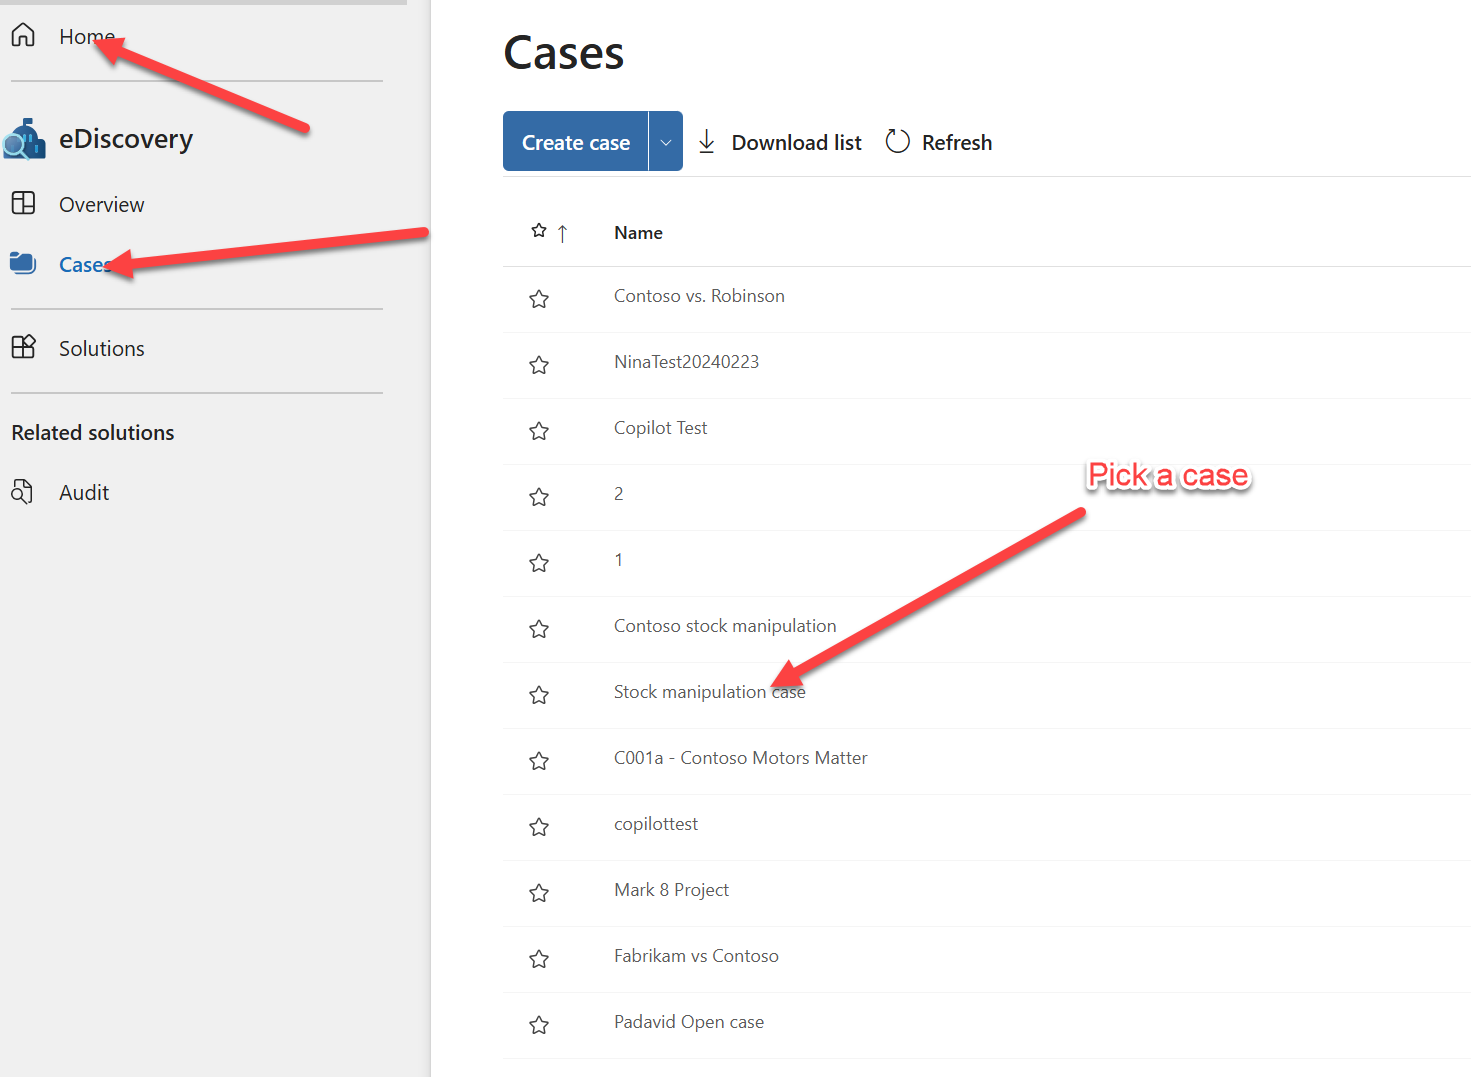 Home
eDiscovery
Overview
Cases
Solutions
Related solutions
Audit
Cases
Create case
Download list
Refresh
Name
Contoso vs. Robinson
NinaTest20240223
Copilot Test
2
1
Contoso stock manipulation
Stock manipulation case
C001a - Contoso Motors Matter
copilottest
Mark 8 Project
Fabrikam vs Contoso
Padavid Open case
Pick a case